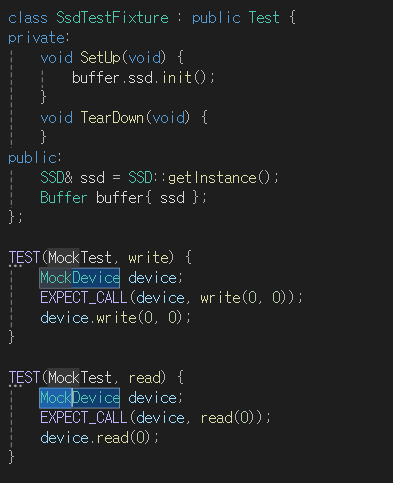 class SsdTestFixture : public Test {
private:
    void SetUp(void) {
        buffer.ssd.init();
    }
    void TearDown(void) {
    }
public:
    SSD& ssd = SSD::getInstance();
    Buffer buffer{ ssd };
};

TEST(MockTest, write) {
    MockDevice device;
    EXPECT_CALL(device, write(0, 0));
    device.write(0, 0);
}

TEST(MockTest, read) {
    MockDevice device;
    EXPECT_CALL(device, read(0));
    device.read(0);
}